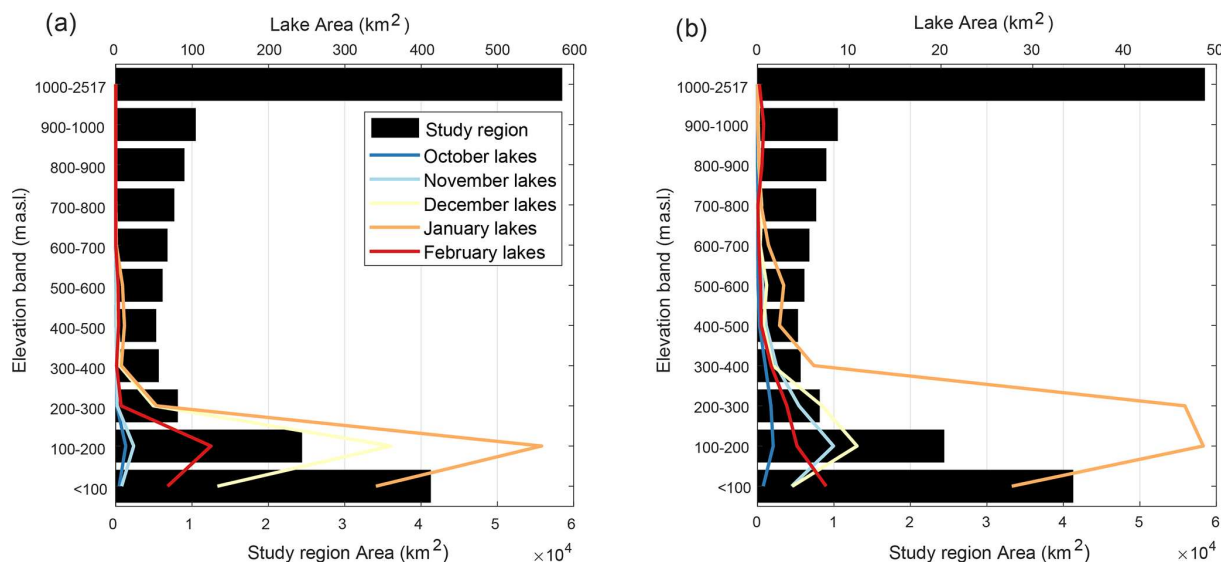 (a)
Lake Area (km2)
0 100 200 300 400 500 600
1000-2517
900-1000
800-900
700-800
600-700
500-600
400-500
300-400
200-300
100-200
<100
Elevation band (m a.s.l.)
Study region
October lakes
November lakes
December lakes
January lakes
February lakes
0 1 2 3 4 5 6
Study region Area (km2)
×10 4
(b)
Lake Area (km2)
0 10 20 30 40 50
1000-2517
900-1000
800-900
700-800
600-700
500-600
400-500
300-400
200-300
100-200
<100
Elevation band (m a.s.l.)
0 1 2 3 4 5 6
Study region Area (km2)
×10 4